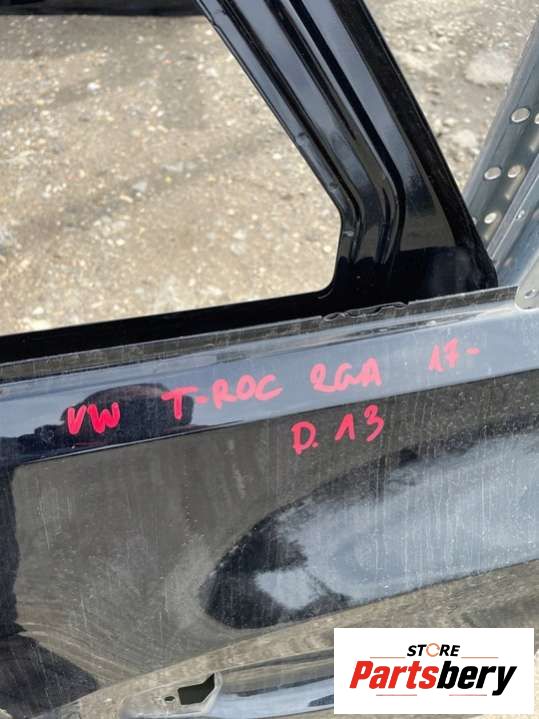 VW T-ROC 2GA 17-
D.13
STORE
Partsbery